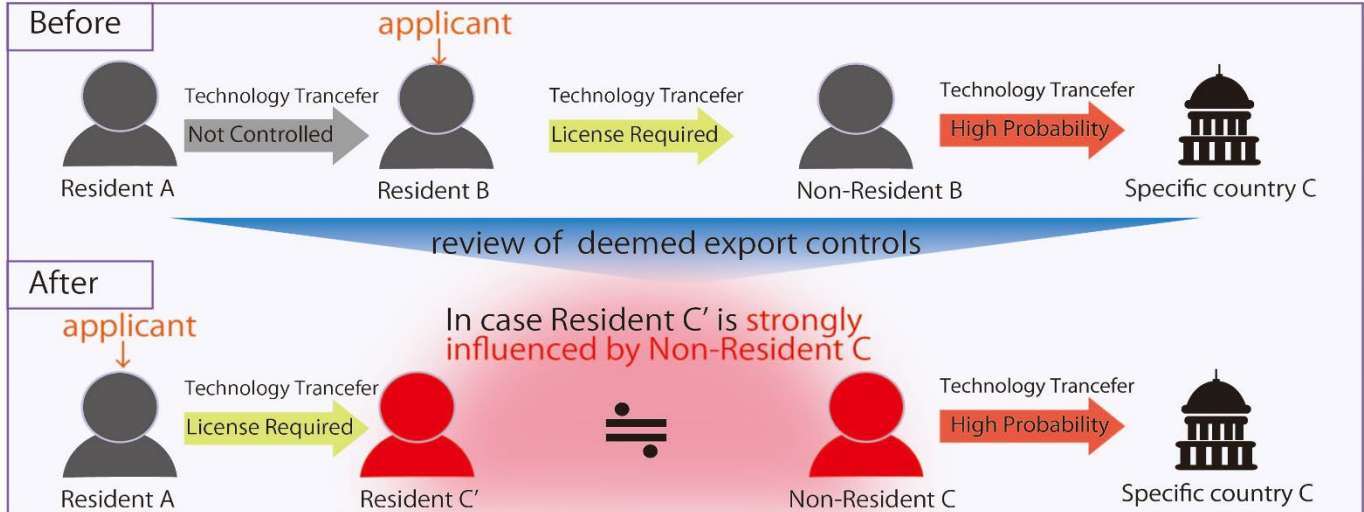 Before
applicant
Technology Trancefer
Not Controlled
Technology Trancefer
License Required
Technology Trancefer
High Probability
Resident A
Resident B
Non-Resident B
Specific country C
review of deemed export controls
After
applicant
In case Resident C' is strongly
influenced by Non-Resident C
Technology Trancefer
License Required
≒
Technology Trancefer
High Probability
Resident A
Resident C'
Non-Resident C
Specific country C